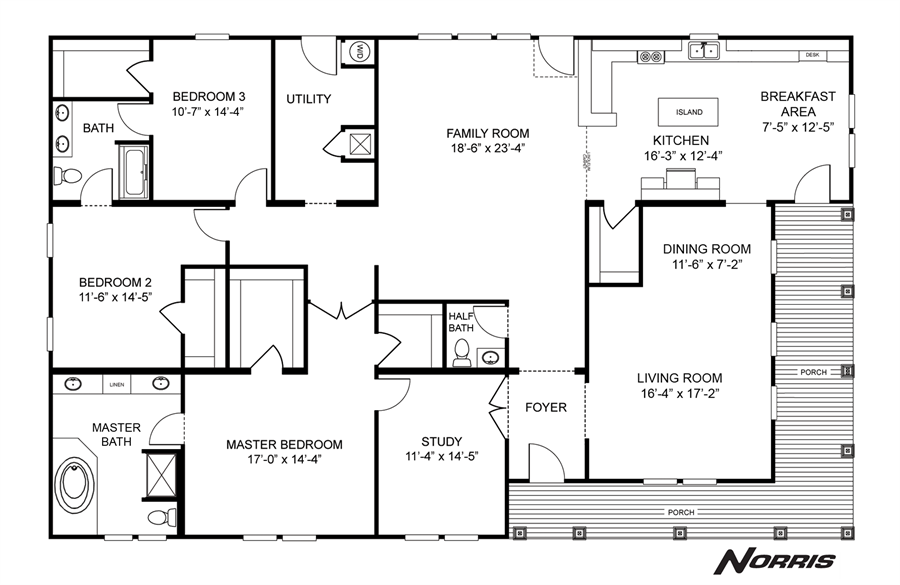 BEDROOM 3
10'-7" x 14'-4"
UTILITY
WD
BATH
FAMILY ROOM
18'-6" x 23'-4"
DESK
ISLAND
BREAKFAST
AREA
7'-5" x 12'-5"
KITCHEN
16'-3" x 12'-4"
BEDROOM 2
11'-6" x 14'-5"
DINING ROOM
11'-6" x 7'-2"
HALF
BATH
LIVING ROOM
16'-4" x 17'-2"
PORCH
LINEN
MASTER
BATH
MASTER BEDROOM
17'-0" x 14'-4"
STUDY
11'-4" x 14'-5"
FOYER
PORCH
NORRIS